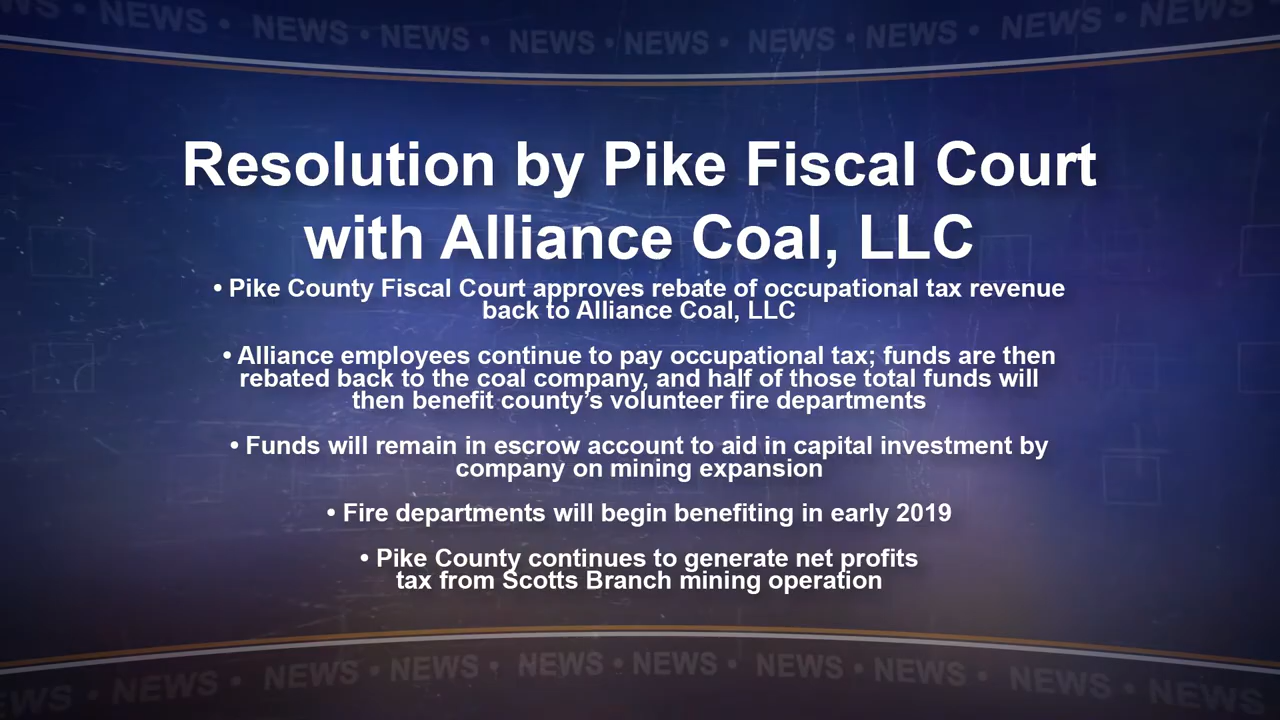 WS • NEWS • NEWS • NEWS • NEWS • NEWS • NEWS • NEWS • NEWS • NEWS
Resolution by Pike Fiscal Court
with Alliance Coal, LLC
• Pike County Fiscal Court approves rebate of occupational tax revenue
back to Alliance Coal, LLC
• Alliance employees continue to pay occupational tax; funds are then
rebated back to the coal company, and half of those total funds will
then benefit county’s volunteer fire departments
• Funds will remain in escrow account to aid in capital investment by
company on mining expansion
• Fire departments will begin benefiting in early 2019
• Pike County continues to generate net profits
tax from Scotts Branch mining operation
NEWS • NEWS • NEWS • NEWS • NEWS • NEWS • NEWS • NEWS • NEWS • NEWS